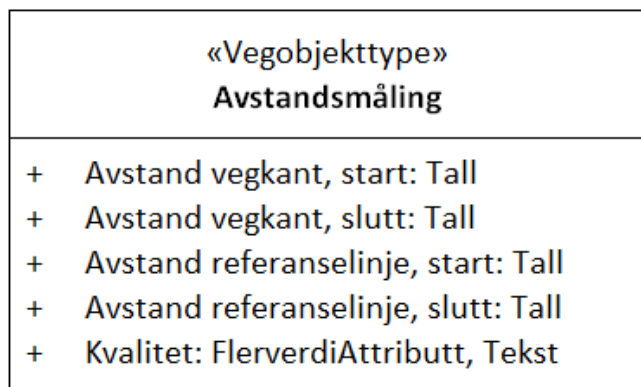 «Vegobjekttype»
Avstandsmåling
+ Avstand vegkant, start: Tall
+ Avstand vegkant, slutt: Tall
+ Avstand referanselinje, start: Tall
+ Avstand referanselinje, slutt: Tall
+ Kvalitet: FlerverdiAttributt, Tekst